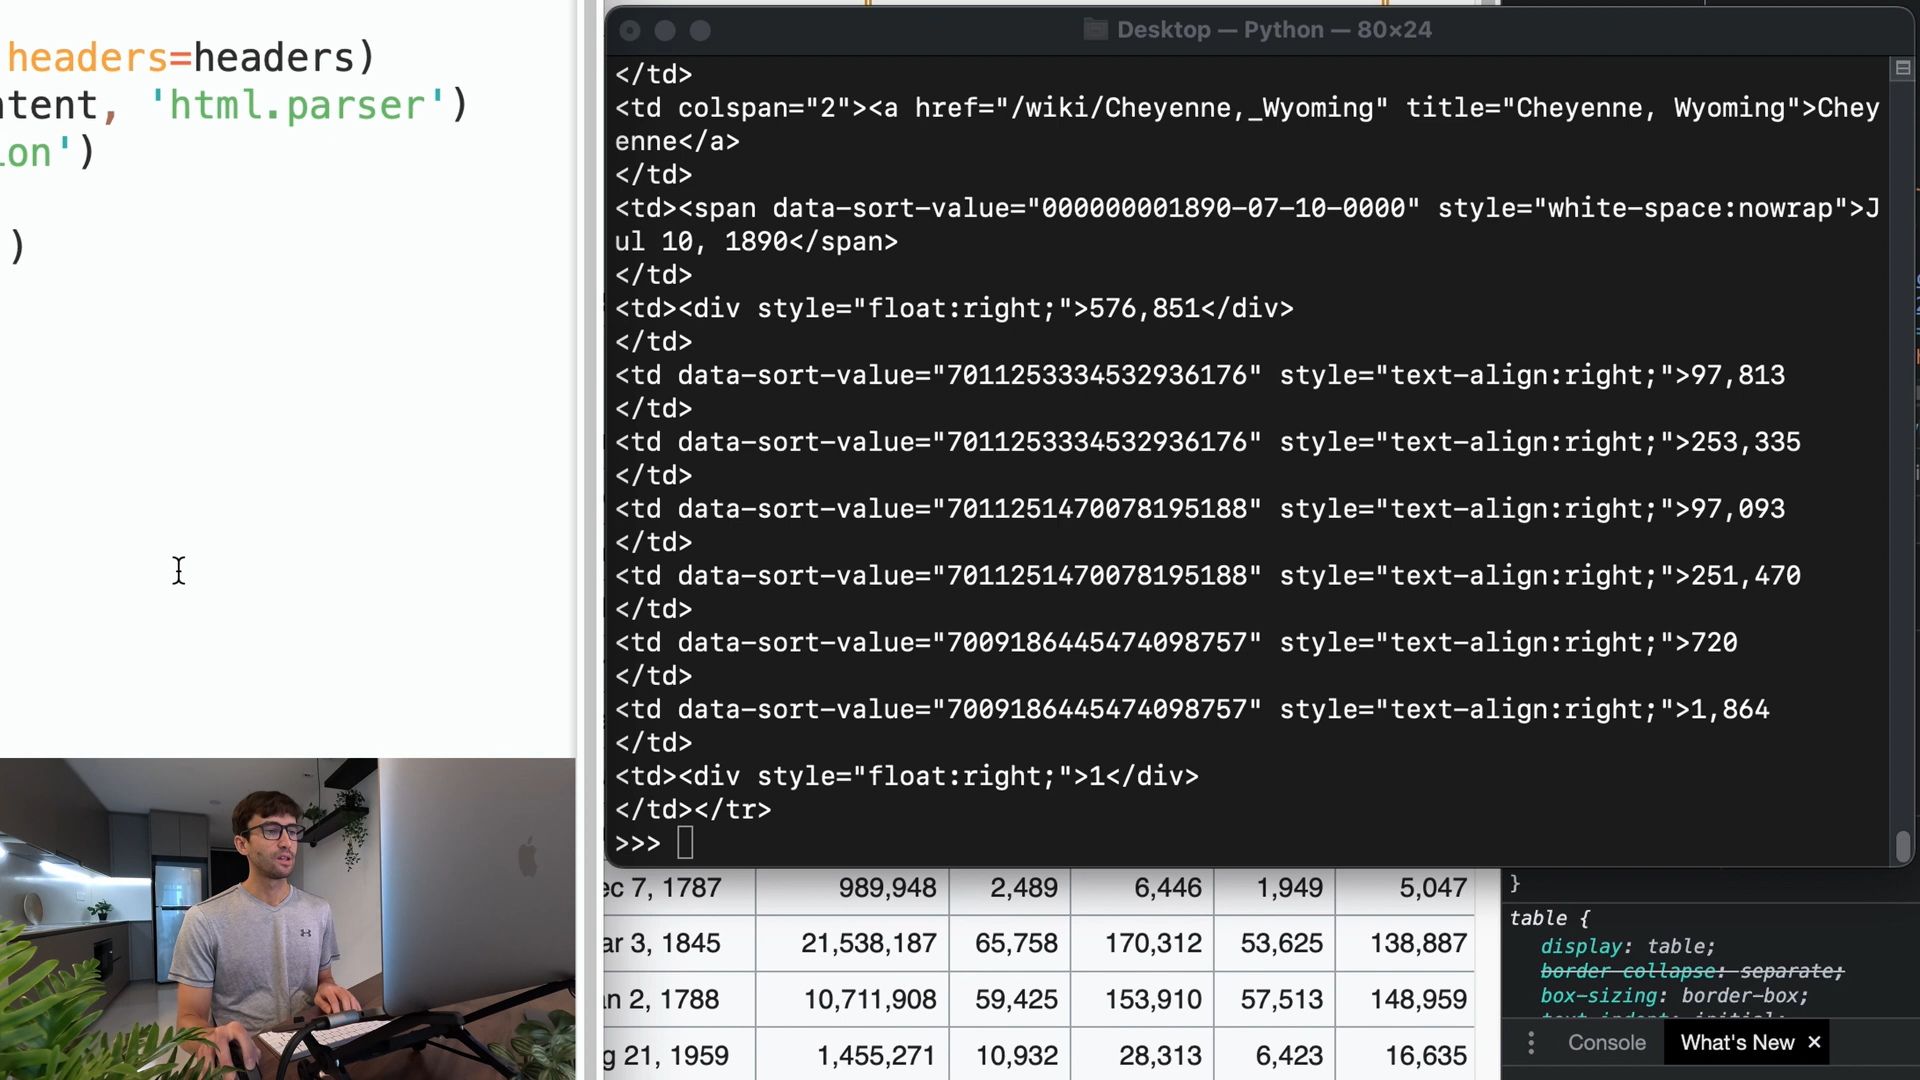 headers=headers)
ntent, 'html.parser')
ion')
)
Desktop — Python — 80×24
</td>
<td colspan="2"><a href="/wiki/Cheyenne,_Wyoming" title="Cheyenne, Wyoming">Chey
enne</a>
</td>
<td><span data-sort-value="000000001890-07-10-0000" style="white-space:nowrap">J
ul 10, 1890</span>
</td>
<td><div style="float:right;">576,851</div>
</td>
<td data-sort-value="7011253334532936176" style="text-align:right;">97,813
</td>
<td data-sort-value="7011253334532936176" style="text-align:right;">253,335
</td>
<td data-sort-value="7011251470078195188" style="text-align:right;">97,093
</td>
<td data-sort-value="7011251470078195188" style="text-align:right;">251,470
</td>
<td data-sort-value="7009186445474098757" style="text-align:right;">720
</td>
<td data-sort-value="7009186445474098757" style="text-align:right;">1,864
</td>
<td><div style="float:right;">1</div>
</td></tr>
>>>
ec 7, 1787 989,948 2,489 6,446 1,949 5,047
ar 3, 1845 21,538,187 65,758 170,312 53,625 138,887
n 2, 1788 10,711,908 59,425 153,910 57,513 148,959
g 21, 1959 1,455,271 10,932 28,313 6,423 16,635
}
table {
display: table;
border-collapse: separate;
box-sizing: border-box;
text-indent: initial;
Console What's New ×